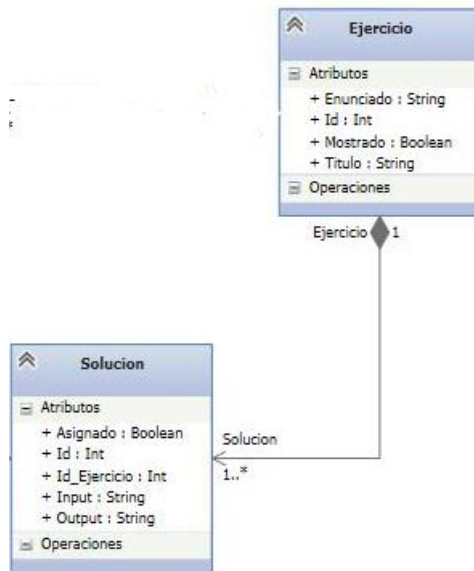 Ejercicio
Atributos
+ Enunciado : String
+ Id : Int
+ Mostrado : Boolean
+ Titulo : String
Operaciones
Ejercicio 1
Solucion
Atributos
+ Asignado : Boolean
+ Id : Int
+ Id_Ejercicio : Int
+ Input : String
+ Output : String
Operaciones
Solucion
1..*